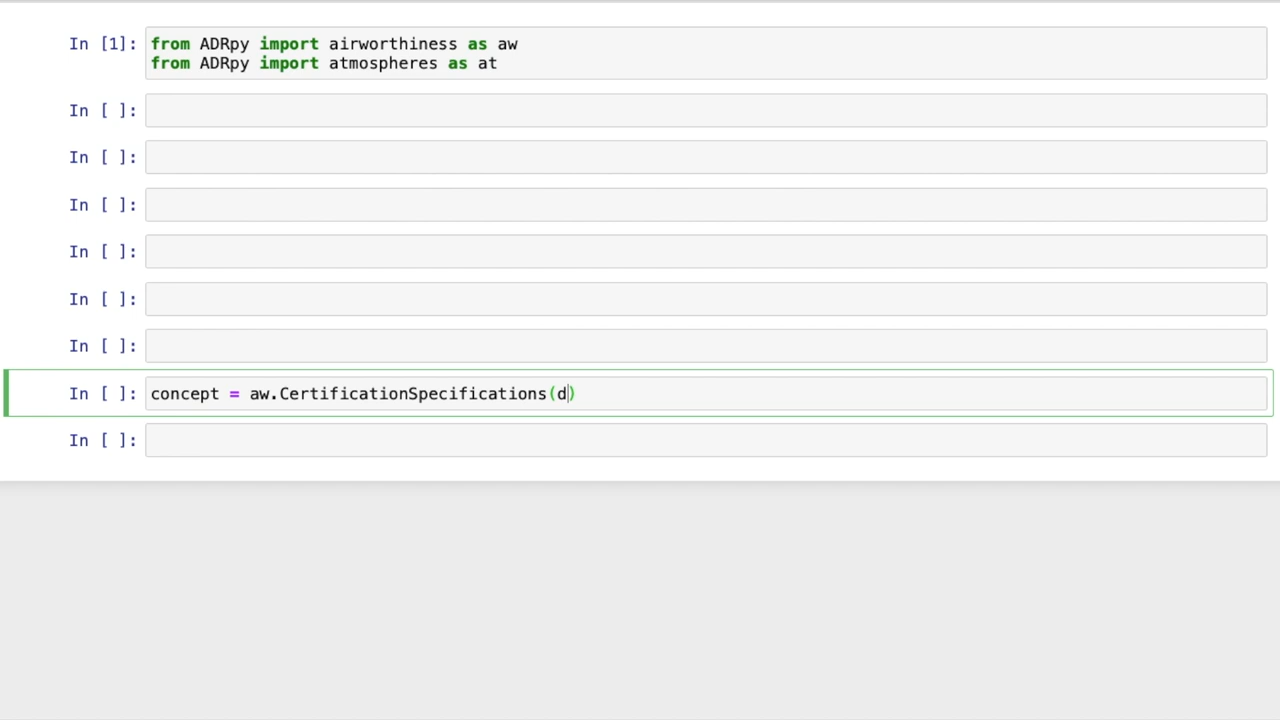 In [1]: from ADRpy import airworthiness as aw
from ADRpy import atmospheres as at
In [ ]:
In [ ]:
In [ ]:
In [ ]:
In [ ]:
In [ ]:
In [ ]: concept = aw.CertificationSpecifications(d)
In [ ]: